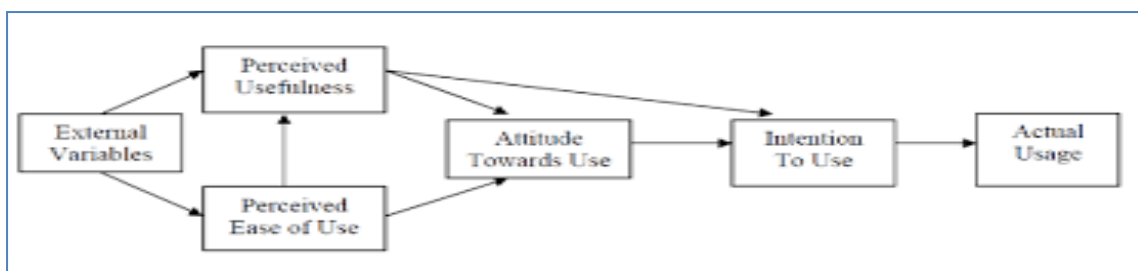 Perceived
Usefulness
External
Variables
Attitude
Towards Use
Intention
To Use
Actual
Usage
Perceived
Ease of Use